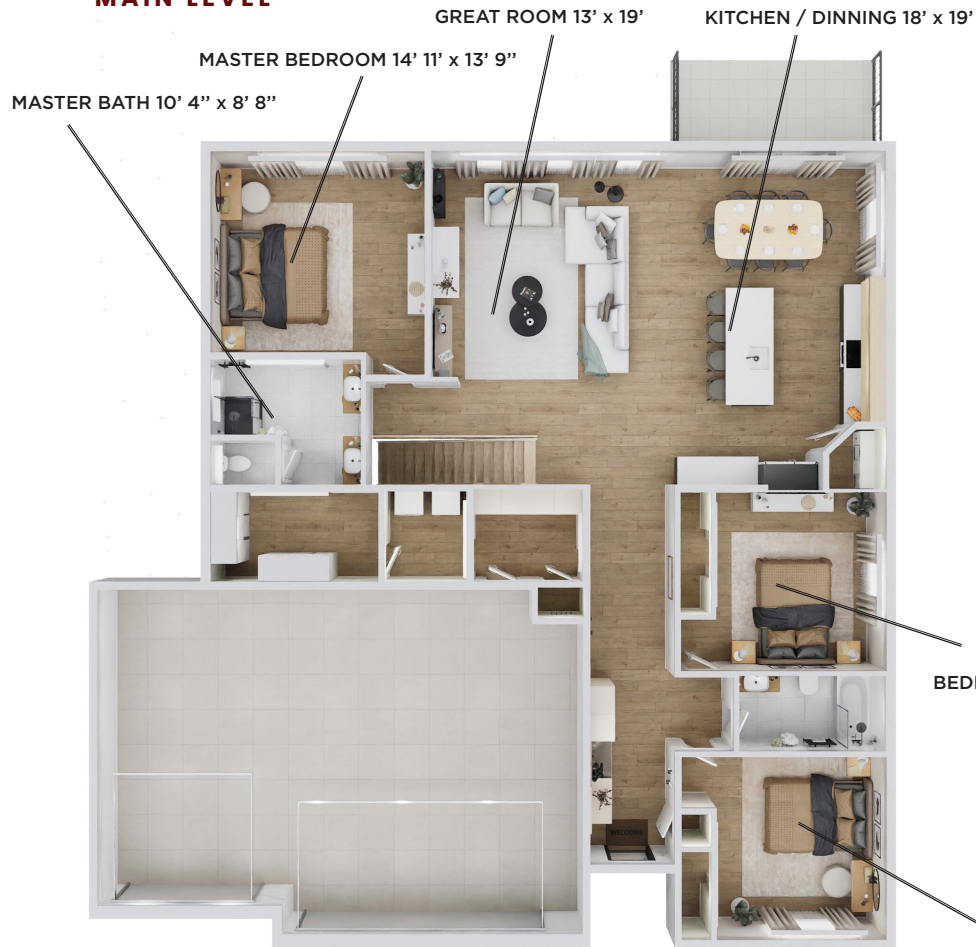 MAIN LEVEL
GREAT ROOM 13’ x 19’
KITCHEN / DINNING 18’ x 19’
MASTER BEDROOM 14’ 11’ x 13’ 9’’
MASTER BATH 10’ 4’’ x 8’ 8’’
WELCOME